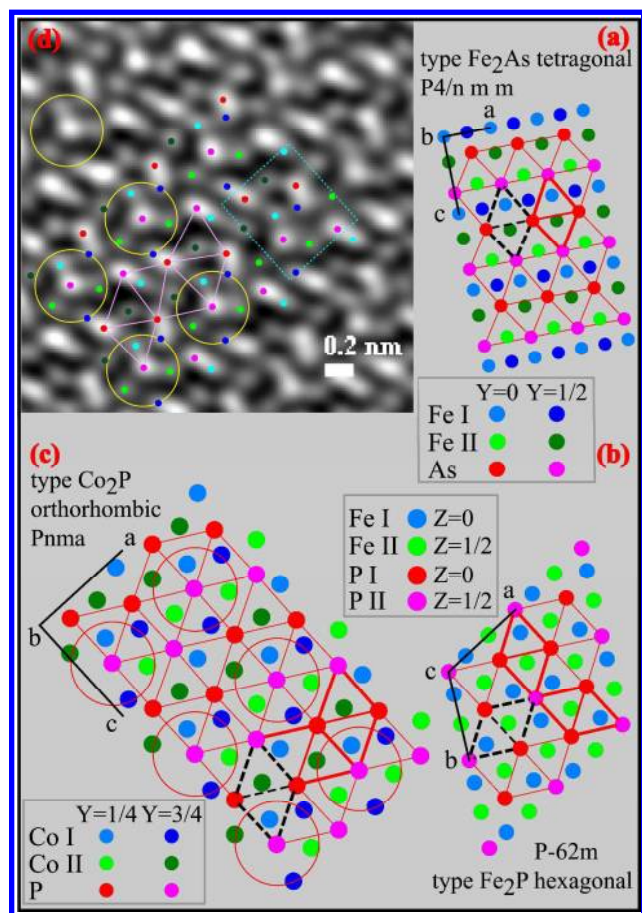 (d)
0.2 nm
(a)
type Fe2As tetragonal
P4/n m m
a
b
c
Y=0 Y=1/2
Fe I
Fe II
As
(c)
type Co2P
orthorhombic
Pnma
a
b
c
Y=1/4 Y=3/4
Co I
Co II
P
(b)
Fe I Z=0
Fe II Z=1/2
P I Z=0
P II Z=1/2
a
c
b
P-62m
type Fe2P hexagonal